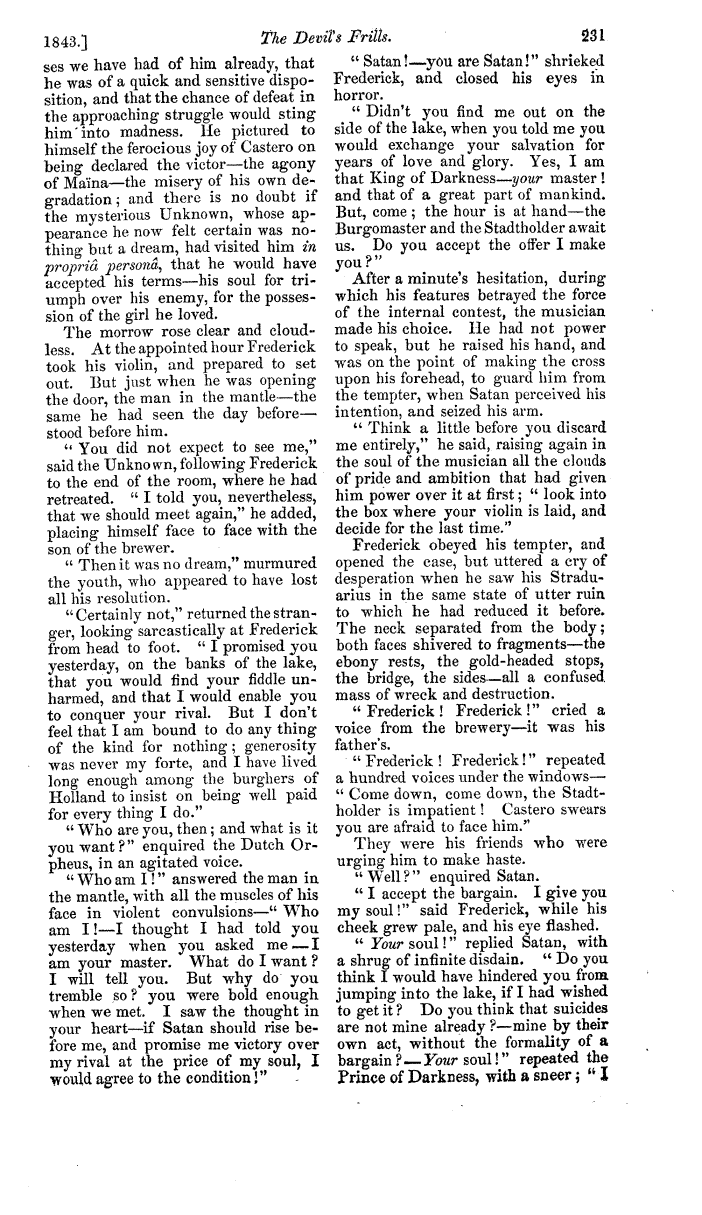 1843.] The Devil's Frills. 231
ses we have had of him already, that
he was of a quick and sensitive dispo-
sition, and that the chance of defeat in
the approaching struggle would sting
him into madness. He pictured to
himself the ferocious joy of Castero on
being declared the victor—the agony
of Maïna—the misery of his own de-
gradation; and there is no doubt if
the mysterious Unknown, whose ap-
pearance he now felt certain was no-
thing but a dream, had visited him in
propriâ personâ, that he would have
accepted his terms—his soul for tri-
umph over his enemy, for the posses-
sion of the girl he loved.
The morrow rose clear and cloud-
less. At the appointed hour Frederick
took his violin, and prepared to set
out. But just when he was opening
the door, the man in the mantle—the
same he had seen the day before—
stood before him.
"You did not expect to see me,"
said the Unknown, following Frederick
to the end of the room, where he had
retreated. "I told you, nevertheless,
that we should meet again," he added,
placing himself face to face with the
son of the brewer.
"Then it was no dream," murmured
the youth, who appeared to have lost
all his resolution.
"Certainly not," returned the stran-
ger, looking sarcastically at Frederick
from head to foot. "I promised you
yesterday, on the banks of the lake,
that you would find your fiddle un-
harmed, and that I would enable you
to conquer your rival. But I don't
feel that I am bound to do any thing
of the kind for nothing; generosity
was never my forte, and I have lived
long enough among the burghers of
Holland to insist on being well paid
for every thing I do."
"Who are you, then; and what is it
you want?" enquired the Dutch Or-
pheus, in an agitated voice.
"Who am I!" answered the man in
the mantle, with all the muscles of his
face in violent convulsions—"Who
am I!—I thought I had told you
yesterday when you asked me—I
am your master. What do I want?
I will tell you. But why do you
tremble so? you were bold enough
when we met. I saw the thought in
your heart—if Satan should rise be-
fore me, and promise me victory over
my rival at the price of my soul, I
would agree to the condition!"
"Satan!—you are Satan!" shrieked
Frederick, and closed his eyes in
horror.
"Didn't you find me out on the
side of the lake, when you told me you
would exchange your salvation for
years of love and glory. Yes, I am
that King of Darkness—your master!
and that of a great part of mankind.
But, come; the hour is at hand—the
Burgomaster and the Stadtholder await
us. Do you accept the offer I make
you?"
After a minute's hesitation, during
which his features betrayed the force
of the internal contest, the musician
made his choice. He had not power
to speak, but he raised his hand, and
was on the point of making the cross
upon his forehead, to guard him from
the tempter, when Satan perceived his
intention, and seized his arm.
"Think a little before you discard
me entirely," he said, raising again in
the soul of the musician all the clouds
of pride and ambition that had given
him power over it at first; "look into
the box where your violin is laid, and
decide for the last time."
Frederick obeyed his tempter, and
opened the case, but uttered a cry of
desperation when he saw his Stradu-
arius in the same state of utter ruin
to which he had reduced it before.
The neck separated from the body;
both faces shivered to fragments—the
ebony rests, the gold-headed stops,
the bridge, the sides—all a confused
mass of wreck and destruction.
"Frederick! Frederick!" cried a
voice from the brewery—it was his
father's.
"Frederick! Frederick!" repeated
a hundred voices under the windows—
"Come down, come down, the Stadt-
holder is impatient! Castero swears
you are afraid to face him."
They were his friends who were
urging him to make haste.
"Well?" enquired Satan.
"I accept the bargain. I give you
my soul!" said Frederick, while his
cheek grew pale, and his eye flashed.
"Your soul!" replied Satan, with
a shrug of infinite disdain. "Do you
think I would have hindered you from
jumping into the lake, if I had wished
to get it? Do you think that suicides
are not mine already?—mine by their
own act, without the formality of a
bargain?—Your soul!" repeated the
Prince of Darkness, with a sneer; "I